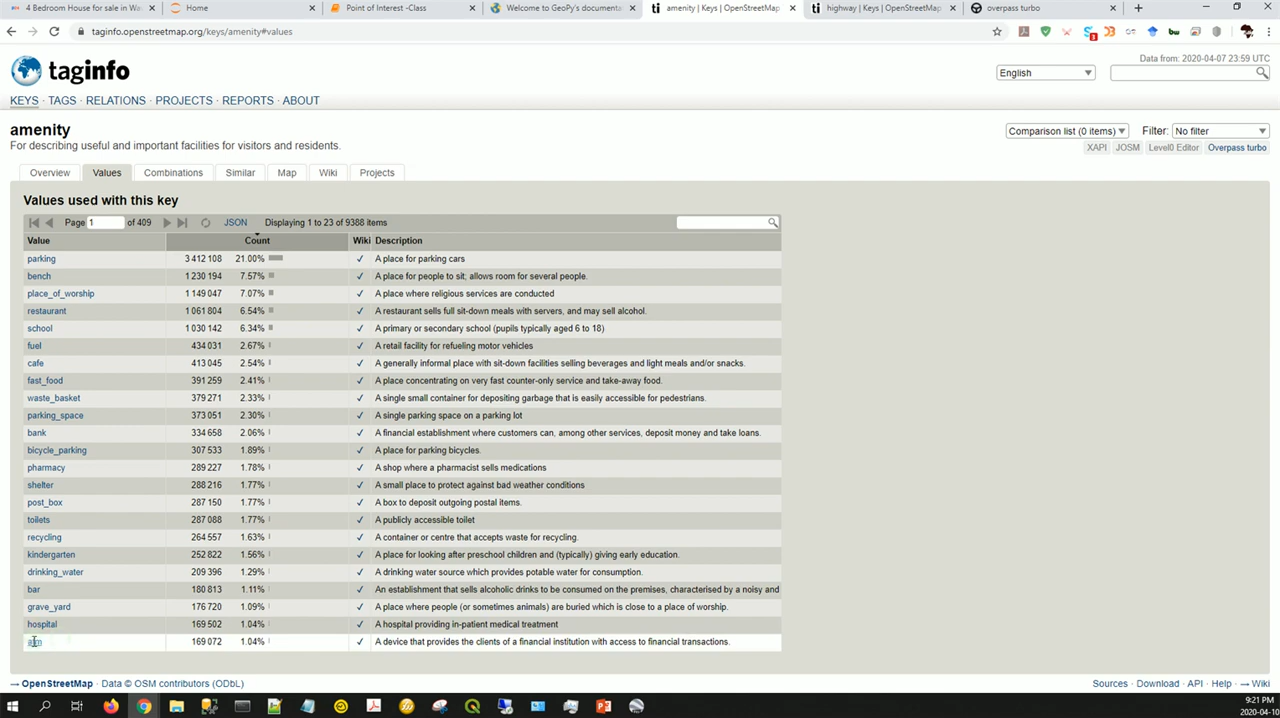 4 Bedroom House for sale in Wa
Home
Point of Interest -Class
Welcome to GeoPy's documenta
amenity | Keys | OpenStreetMap
highway | Keys | OpenStreetMap
overpass turbo
taginfo.openstreetmap.org/keys/amenity#values
taginfo
Data from: 2020-04-07 23:59 UTC
English
KEYS · TAGS · RELATIONS · PROJECTS · REPORTS · ABOUT
amenity
Comparison list (0 items)
Filter: No filter
For describing useful and important facilities for visitors and residents.
XAPI JOSM Level0 Editor Overpass turbo
Overview Values Combinations Similar Map Wiki Projects
Values used with this key
Page 1 of 409 JSON Displaying 1 to 23 of 9388 items
Value Count Wiki Description
parking 3 412 108 21.00% ✓ A place for parking cars
bench 1 230 194 7.57% ✓ A place for people to sit; allows room for several people.
place_of_worship 1 149 047 7.07% ✓ A place where religious services are conducted
restaurant 1 061 804 6.54% ✓ A restaurant sells full sit-down meals with servers, and may sell alcohol.
school 1 030 142 6.34% ✓ A primary or secondary school (pupils typically aged 6 to 18)
fuel 434 031 2.67% ✓ A retail facility for refueling motor vehicles
cafe 413 045 2.54% ✓ A generally informal place with sit-down facilities selling beverages and light meals and/or snacks.
fast_food 391 259 2.41% ✓ A place concentrating on very fast counter-only service and take-away food.
waste_basket 379 271 2.33% ✓ A single small container for depositing garbage that is easily accessible for pedestrians.
parking_space 373 051 2.30% ✓ A single parking space on a parking lot
bank 334 658 2.06% ✓ A financial establishment where customers can, among other services, deposit money and take loans.
bicycle_parking 307 533 1.89% ✓ A place for parking bicycles.
pharmacy 289 227 1.78% ✓ A shop where a pharmacist sells medications
shelter 288 216 1.77% ✓ A small place to protect against bad weather conditions
post_box 287 150 1.77% ✓ A box to deposit outgoing postal items.
toilets 287 088 1.77% ✓ A publicly accessible toilet
recycling 264 557 1.63% ✓ A container or centre that accepts waste for recycling.
kindergarten 252 822 1.56% ✓ A place for looking after preschool children and (typically) giving early education.
drinking_water 209 396 1.29% ✓ A drinking water source which provides potable water for consumption.
bar 180 813 1.11% ✓ An establishment that sells alcoholic drinks to be consumed on the premises, characterised by a noisy and
grave_yard 176 720 1.09% ✓ A place where people (or sometimes animals) are buried which is close to a place of worship.
hospital 169 502 1.04% ✓ A hospital providing in-patient medical treatment
169 072 1.04% ✓ A device that provides the clients of a financial institution with access to financial transactions.
→ OpenStreetMap Data © OSM contributors (ODbL)
Sources · Download · API · Help · → Wiki
9:21 PM
2020-04-10